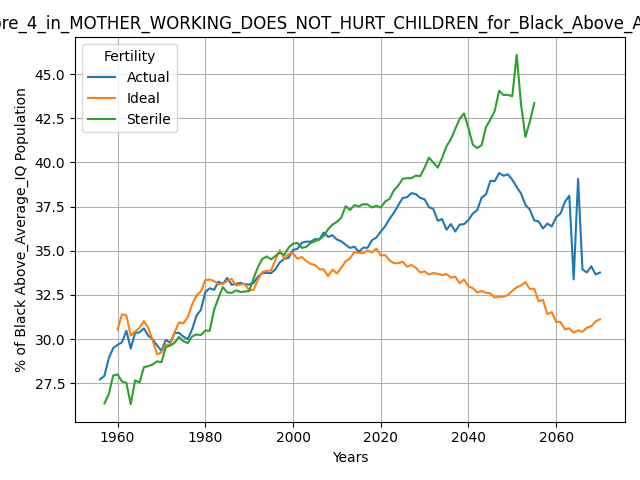 ore_4_in_MOTHER_WORKING_DOES_NOT_HURT_CHILDREN_for_Black_Above_A
Fertility
Actual
Ideal
Sterile
% of Black Above_Average_IQ Population
45.0
42.5
40.0
37.5
35.0
32.5
30.0
27.5
1960
1980
2000
2020
2040
2060
Years